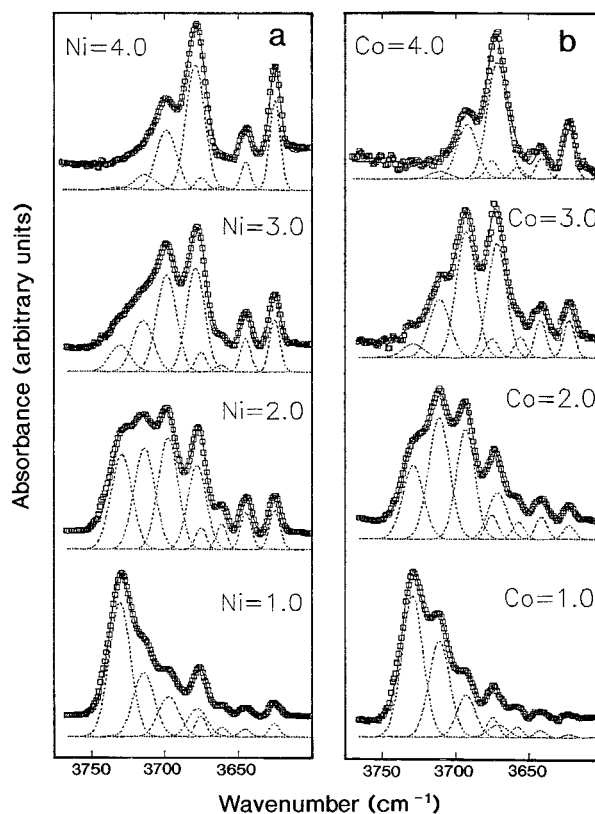 a
Ni=4.0
Ni=3.0
Ni=2.0
Ni=1.0
b
Co=4.0
Co=3.0
Co=2.0
Co=1.0
Absorbance (arbitrary units)
3750 3700 3650
3750 3700 3650
Wavenumber (cm⁻¹)